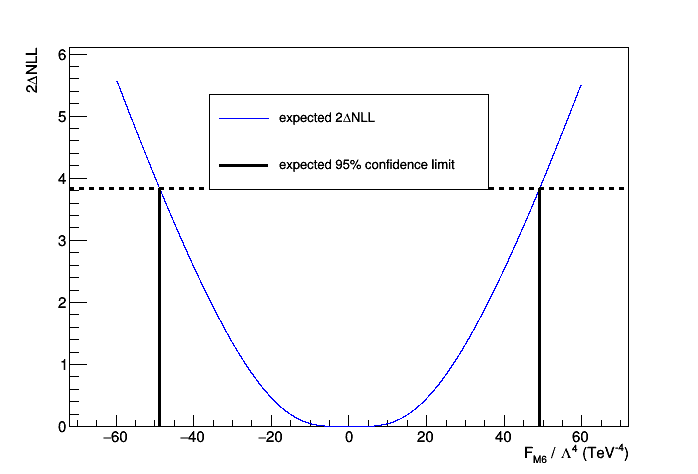 2ΔNLL
6
5
4
3
2
1
0
expected 2ΔNLL
expected 95% confidence limit
−60 −40 −20 0 20 40 60
F_M6 / Λ^4 (TeV^-4)